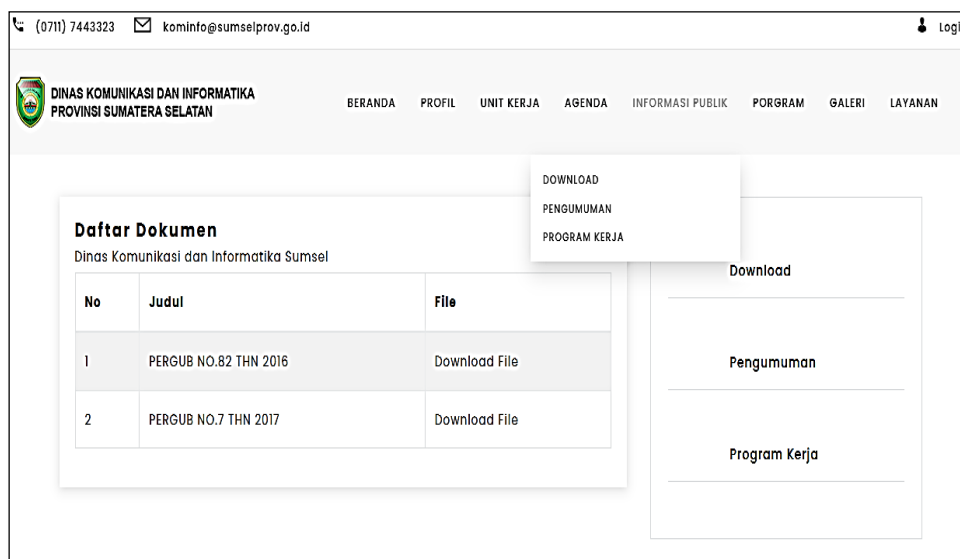 (0711) 7443323 kominfo@sumselprov.go.id Logi
DINAS KOMUNIKASI DAN INFORMATIKA
PROVINSI SUMATERA SELATAN
BERANDA PROFIL UNIT KERJA AGENDA INFORMASI PUBLIK PORGRAM GALERI LAYANAN
DOWNLOAD
PENGUMUMAN
PROGRAM KERJA
Daftar Dokumen
Dinas Komunikasi dan Informatika Sumsel
No Judul File
1 PERGUB NO.82 THN 2016 Download File
2 PERGUB NO.7 THN 2017 Download File
Download
Pengumuman
Program Kerja